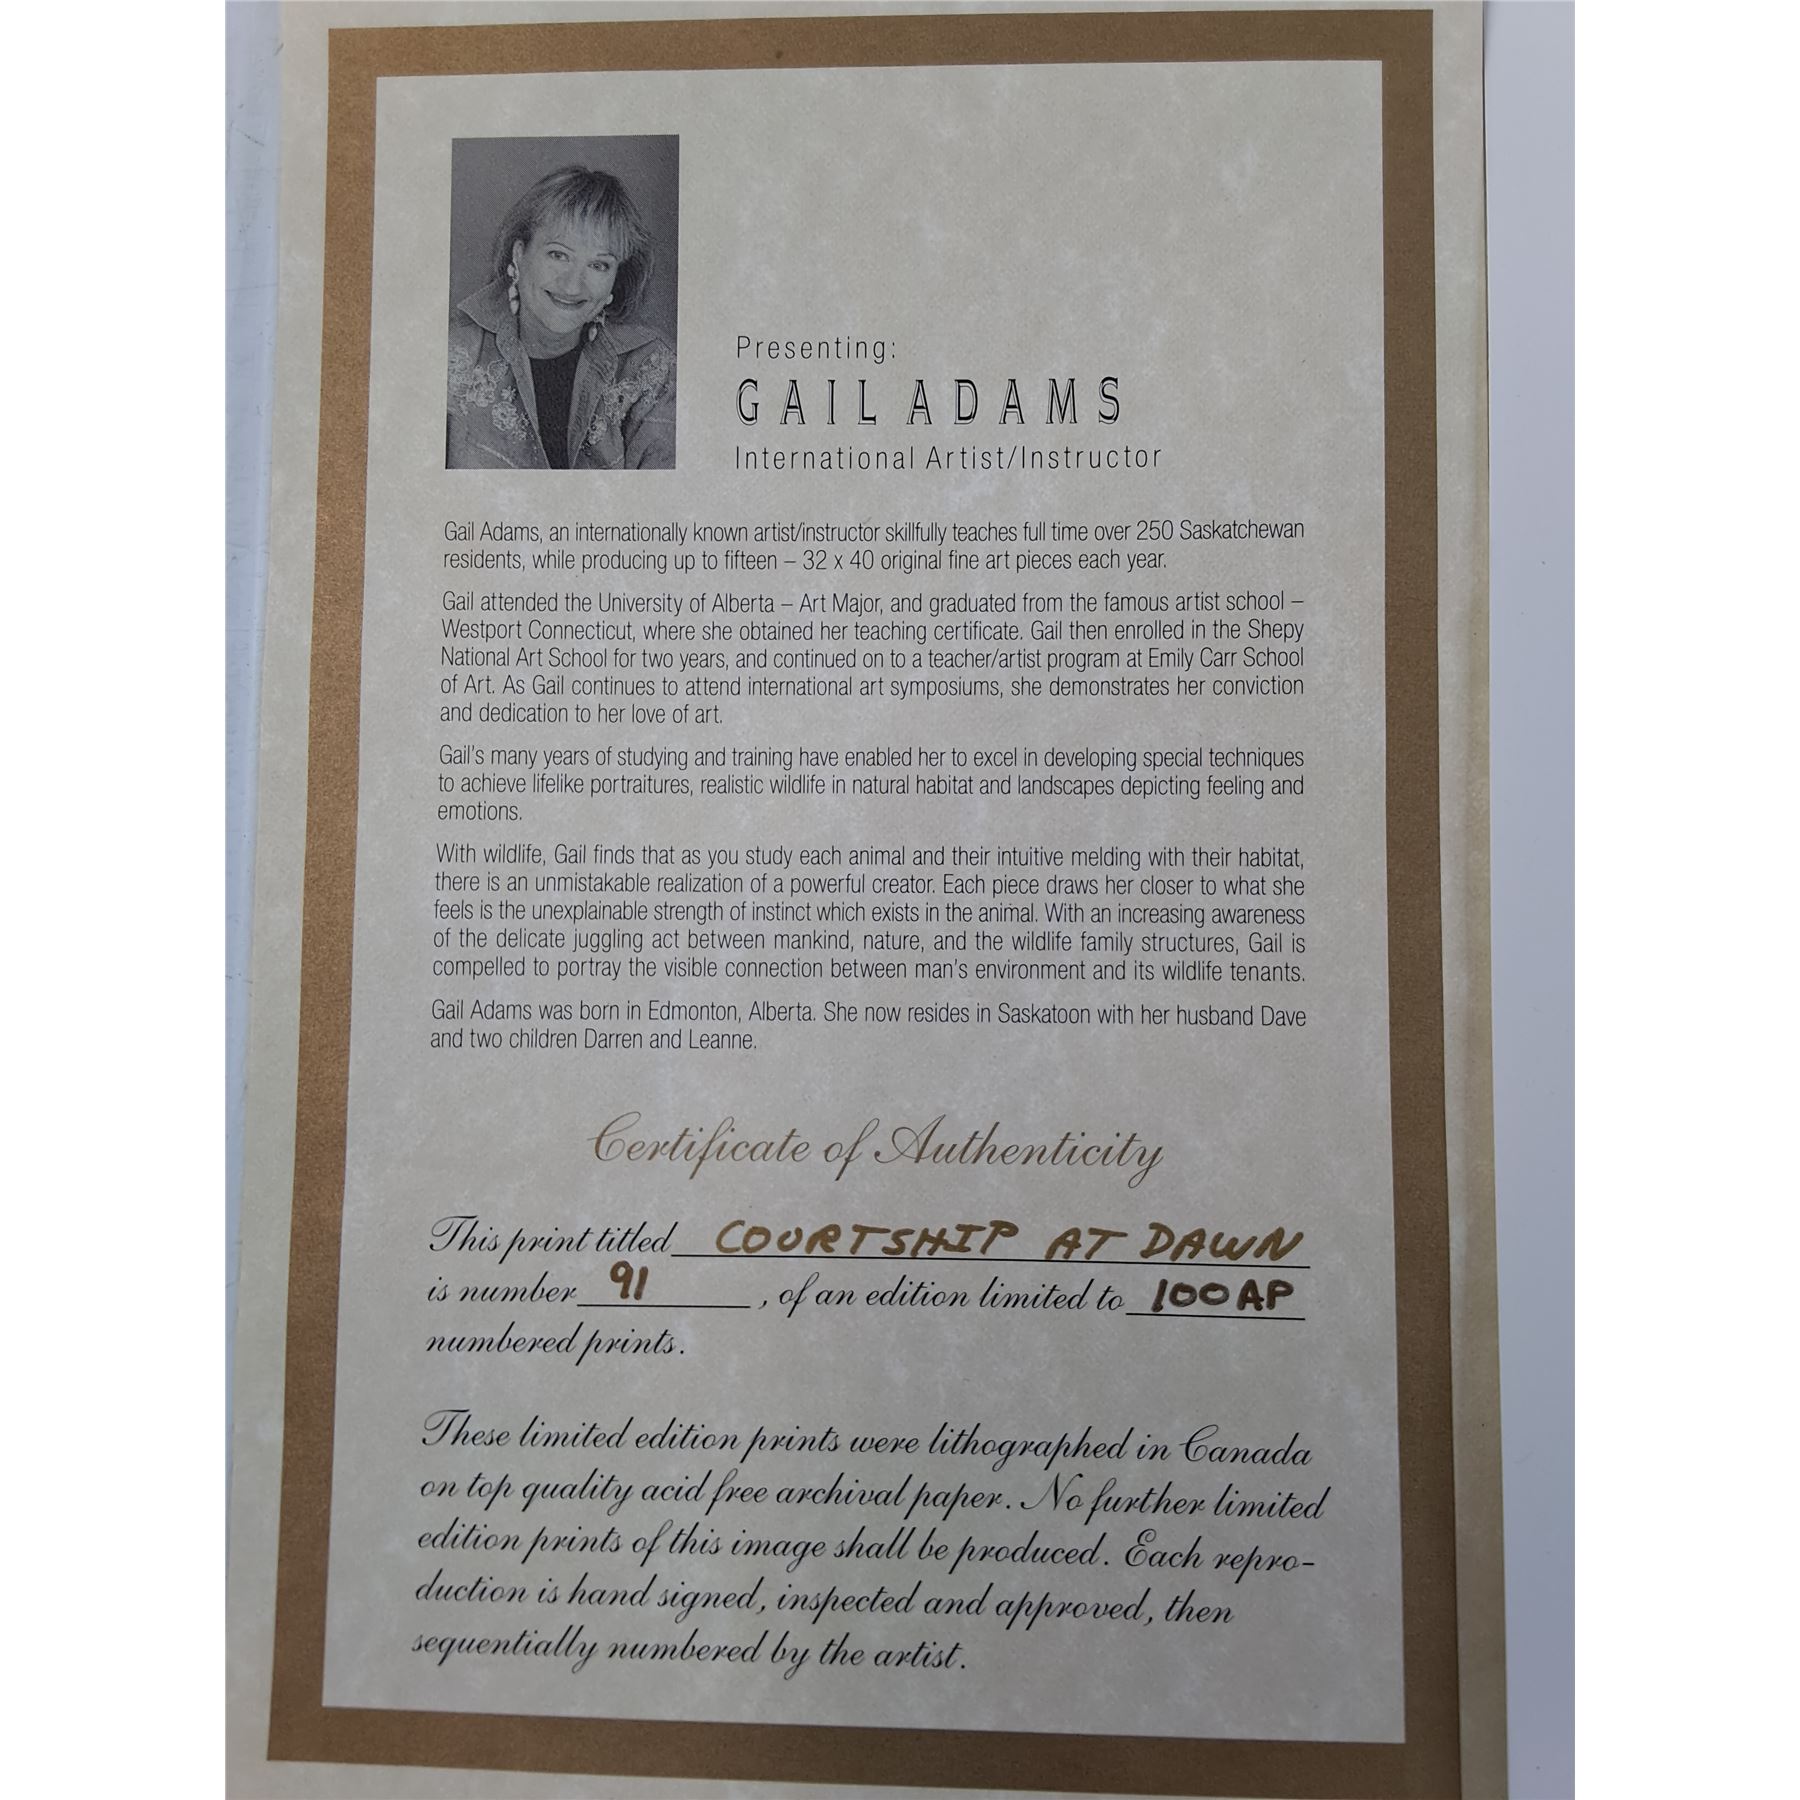 Presenting:
GAIL ADAMS
International Artist/Instructor
Gail Adams, an internationally known artist/instructor skillfully teaches full time over 250 Saskatchewan
residents, while producing up to fifteen – 32 x 40 original fine art pieces each year.
Gail attended the University of Alberta – Art Major, and graduated from the famous artist school –
Westport Connecticut, where she obtained her teaching certificate. Gail then enrolled in the Shepy
National Art School for two years, and continued on to a teacher/artist program at Emily Carr School
of Art. As Gail continues to attend international art symposiums, she demonstrates her conviction
and dedication to her love of art.
Gail's many years of studying and training have enabled her to excel in developing special techniques
to achieve lifelike portraitures, realistic wildlife in natural habitat and landscapes depicting feeling and
emotions.
With wildlife, Gail finds that as you study each animal and their intuitive melding with their habitat,
there is an unmistakable realization of a powerful creator. Each piece draws her closer to what she
feels is the unexplainable strength of instinct which exists in the animal. With an increasing awareness
of the delicate juggling act between mankind, nature, and the wildlife family structures, Gail is
compelled to portray the visible connection between man's environment and its wildlife tenants.
Gail Adams was born in Edmonton, Alberta. She now resides in Saskatoon with her husband Dave
and two children Darren and Leanne.
Certificate of Authenticity
This print titled COURTSHIP AT DAWN
is number 91, of an edition limited to 100 AP
numbered prints.
These limited edition prints were lithographed in Canada
on top quality acid free archival paper. No further limited
edition prints of this image shall be produced. Each repro-
duction is hand signed, inspected and approved, then
sequentially numbered by the artist.